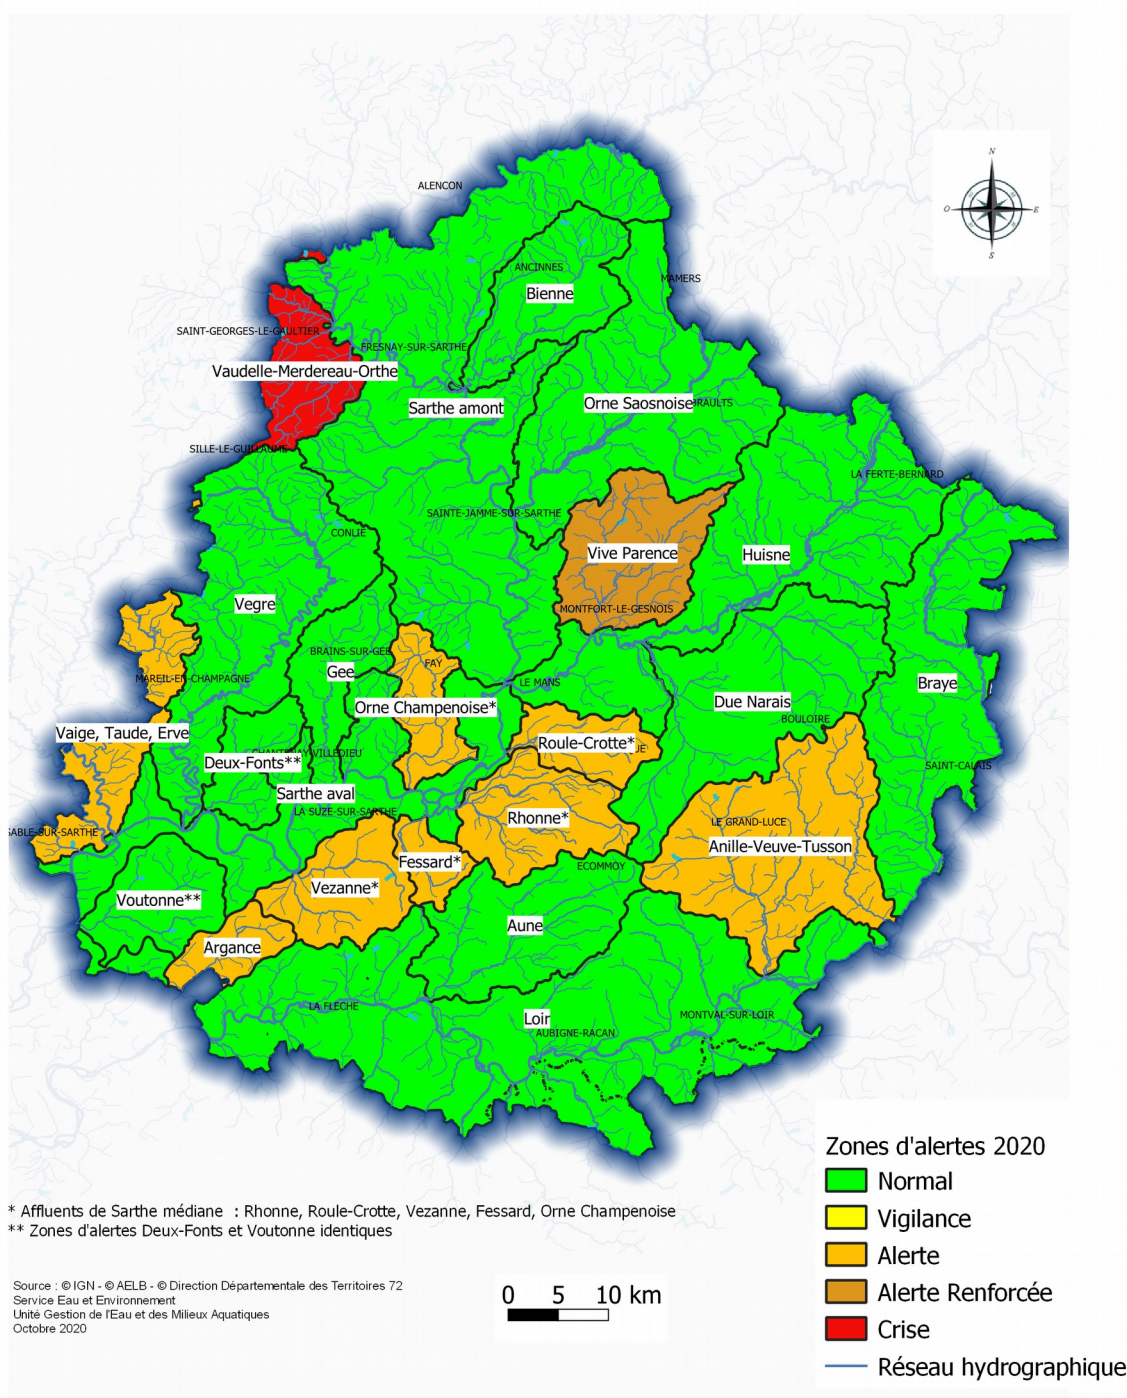 N
O
E
S
ALENCON
ANCINNES
Bienne
MAMERS
SAINT-GEORGES-LE-GAULTIER
FRESNAY-SUR-SARTHE
Vaudelle-Merdereau-Orthe
Sarthe amont
Orne Saosnoise
BRAULTS
SILLE-LE-GUILLAUME
LA FERTE-BERNARD
SAINTE-JAMME-SUR-SARTHE
CONLIE
Vive Parence
Huisne
Vegre
MONTFORT-LE-GESNOIS
BRAINS-SUR-GEE
FAY
Gee
MAREIL-EN-CHAMPAGNE
LE MANS
Braye
Orne Champenoise*
Due Narais
BOULOIRE
Vaige, Taude, Erve
Roule-Crotte*
CHANTENAY-VILLEDIEU
Deux-Fonts**
SAINT-CALAIS
Sarthe aval
LA SUZE-SUR-SARTHE
Rhonne*
LE GRAND-LUCE
SABLE-SUR-SARTHE
Anille-Veuve-Tusson
Fessard*
ECOMMOY
Vezanne*
Voutonne**
Aune
Argance
LA FLECHE
Loir
MONTVAL-SUR-LOIR
AUBIGNE-RACAN
Zones d'alertes 2020
Normal
Vigilance
Alerte
Alerte Renforcée
Crise
Réseau hydrographique
* Affluents de Sarthe médiane : Rhonne, Roule-Crotte, Vezanne, Fessard, Orne Champenoise
** Zones d'alertes Deux-Fonts et Voutonne identiques
Source : © IGN - © AELB - © Direction Départementale des Territoires 72
Service Eau et Environnement
Unité Gestion de l'Eau et des Milieux Aquatiques
Octobre 2020
0 5 10 km